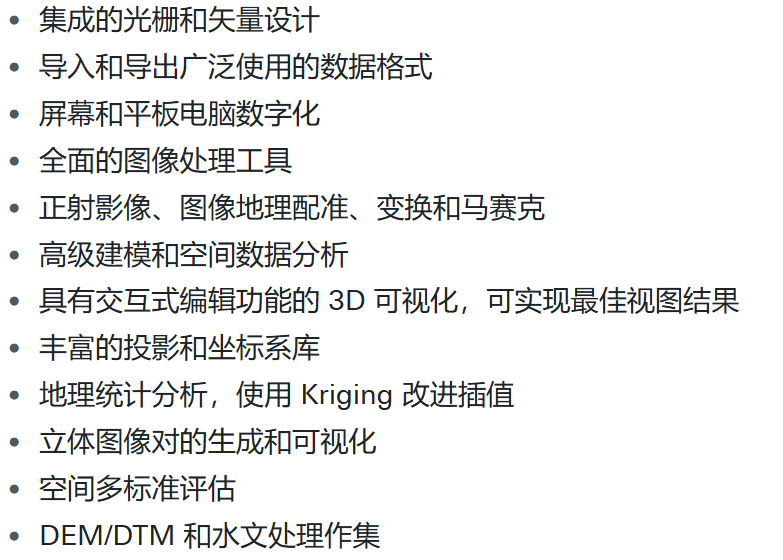 集成的光栅和矢量设计
导入和导出广泛使用的数据格式
屏幕和平板电脑数字化
全面的图像处理工具
正射影像、图像地理配准、变换和马赛克
高级建模和空间数据分析
具有交互式编辑功能的 3D 可视化，可实现最佳视图结果
丰富的投影和坐标系库
地理统计分析，使用 Kriging 改进插值
立体图像对的生成和可视化
空间多标准评估
DEM/DTM 和水文处理作集